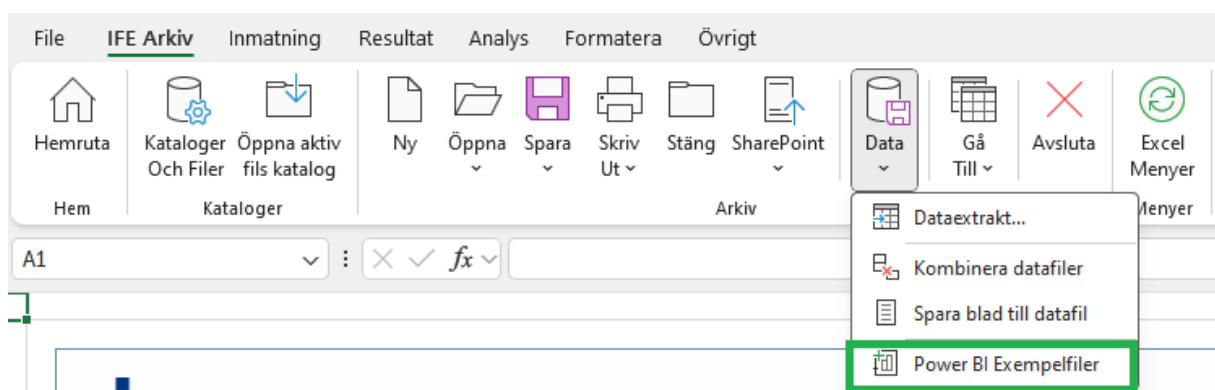 File IFE Arkiv Inmatning Resultat Analys Formatera Övrigt
Hemruta Kataloger Öppna aktiv Ny Öppna Spara Skriv Stäng SharePoint Data Gå Avsluta Excel
Och Filer fils katalog Ut Till Menyer
Hem Kataloger Arkiv Menyer
Dataextrakt...
A1 fx
Kombinera datafiler
Spara blad till datafil
Power BI Exempelfiler